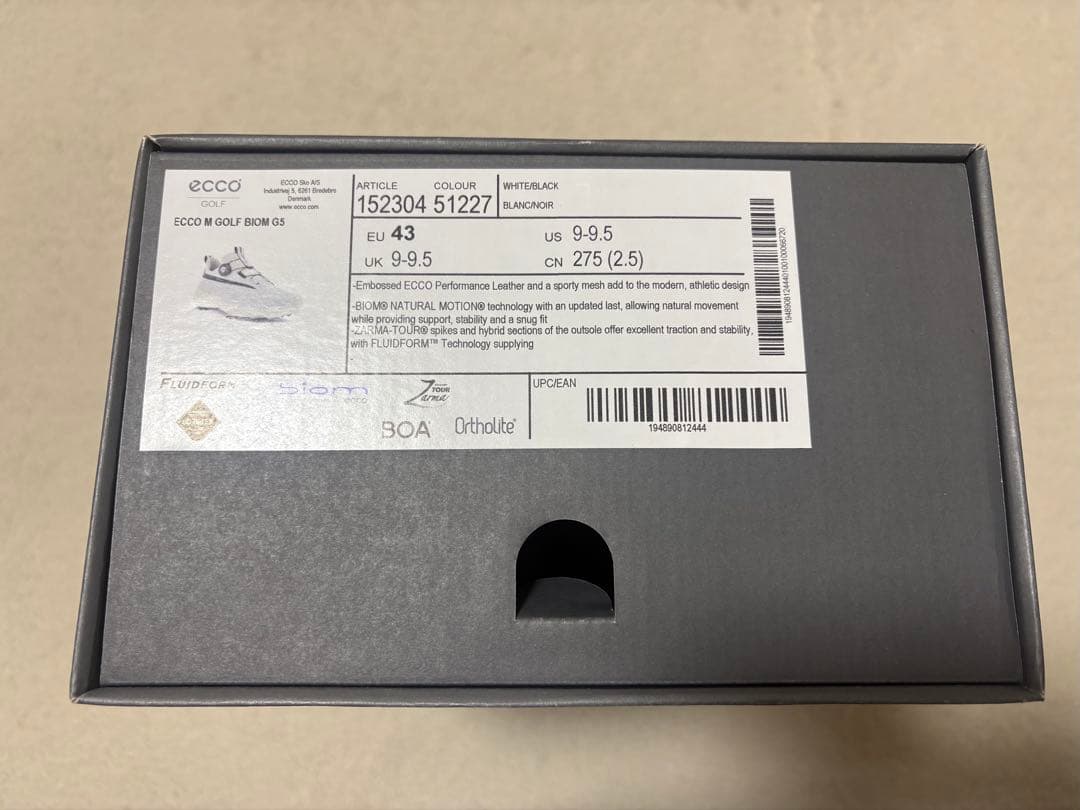 ecco
GOLF
ECCO Sko A/S
Industrivej 5, 6261 Bredebro
Denmark
www.ecco.com
ECCO M GOLF BIOM G5
ARTICLE COLOUR
152304 51227
WHITE/BLACK
BLANC/NOIR
EU 43
US 9-9.5
UK 9-9.5
CN 275 (2.5)
-Embossed ECCO Performance Leather and a sporty mesh add to the modern, athletic design
-BIOM® NATURAL MOTION® technology with an updated last, allowing natural movement
while providing support, stability and a snug fit
-ZARMA-TOUR® spikes and hybrid sections of the outsole offer excellent traction and stability,
with FLUIDFORM™ Technology supplying
FLUIDFORM
biom
ecco
TOUR
Zarma
BOA
Ortholite®
UPC/EAN
194890812444